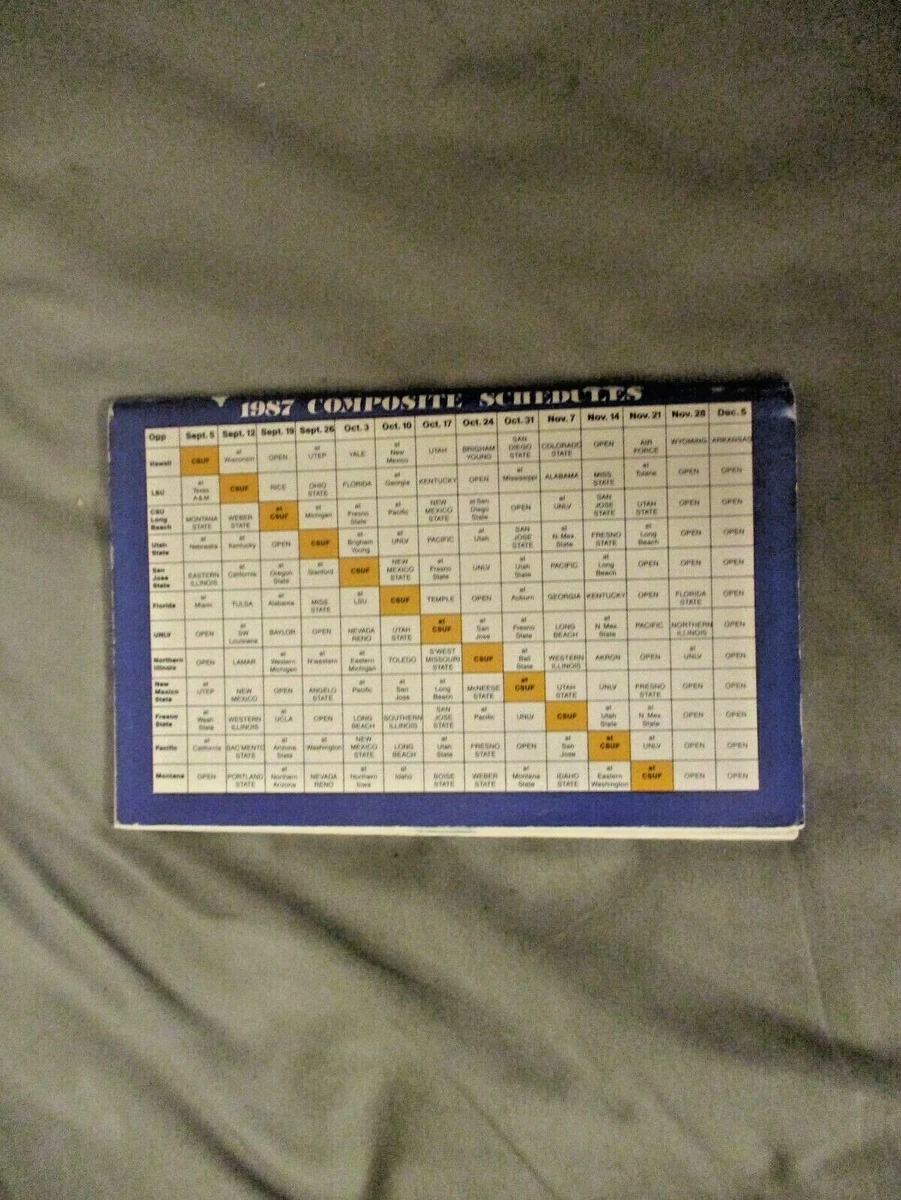 1987 COMPOSITE SCHEDULES
Opp Sept. 5 Sept. 12 Sept. 19 Sept. 26 Oct. 3 Oct. 10 Oct. 17 Oct. 24 Oct. 31 Nov. 7 Nov. 14 Nov. 21 Nov. 28 Dec. 5
Hawaii CSUF at Wisconsin OPEN at UTEP YALE at New Mexico UTAH BRIGHAM YOUNG SAN DIEGO STATE COLORADO STATE OPEN AIR FORCE WYOMING ARKANSAS
LSU at Texas A&M CSUF RICE OHIO STATE FLORIDA at Georgia KENTUCKY OPEN at Mississippi ALABAMA MISS. STATE at Tulane OPEN OPEN
CSU Long Beach MONTANA STATE WEBER STATE at CSUF at Michigan at Fresno State at Pacific NEW MEXICO STATE at San Diego State OPEN at UNLV SAN JOSE STATE UTAH STATE OPEN OPEN
Utah State at Nebraska at Kentucky OPEN CSUF at Brigham Young at UNLV PACIFIC at Utah SAN JOSE STATE at N. Mex. State FRESNO STATE at Long Beach OPEN OPEN
San Jose State EASTERN ILLINOIS at California at Oregon State at Stanford CSUF NEW MEXICO STATE at Fresno State UNLV at Utah State PACIFIC at Long Beach OPEN OPEN OPEN
Florida at Miami TULSA at Alabama MISS. STATE at LSU CSUF TEMPLE OPEN at Auburn GEORGIA KENTUCKY OPEN FLORIDA STATE OPEN
UNLV OPEN at SW Louisiana BAYLOR OPEN NEVADA RENO UTAH STATE at CSUF at San Jose at Fresno State LONG BEACH at N. Mex. State PACIFIC NORTHERN ILLINOIS OPEN
Northern Illinois OPEN LAMAR at Western Michigan at N'western at Eastern Michigan TOLEDO S'WEST MISSOURI STATE CSUF at Ball State WESTERN ILLINOIS AKRON OPEN at UNLV OPEN
New Mexico State at UTEP NEW MEXICO OPEN ANGELO STATE at Pacific at San Jose at Long Beach McNEESE STATE at CSUF UTAH STATE UNLV FRESNO STATE OPEN OPEN
Fresno State at Wash State WESTERN ILLINOIS at UCLA OPEN LONG BEACH SOUTHERN ILLINOIS SAN JOSE STATE at Pacific UNLV CSUF at Utah State at N. Mex State OPEN OPEN
Pacific at California SAC'MENTO STATE at Arizona State at Washington NEW MEXICO STATE LONG BEACH at Utah State FRESNO STATE OPEN at San Jose at CSUF at UNLV OPEN OPEN
Montana OPEN PORTLAND STATE at Northern Arizona NEVADA RENO at Northern Iowa at Idaho BOISE STATE WEBER STATE at Montana State IDAHO STATE at Eastern Washington at CSUF OPEN OPEN